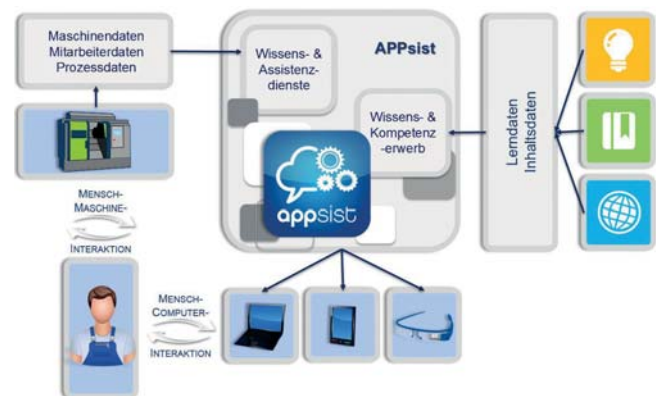 Maschinendaten
Mitarbeiterdaten
Prozessdaten
Wissens- &
Assistenz-
dienste
APPsist
Wissens- &
Kompetenz
-erwerb
appsist
Lerndaten
Inhaltsdaten
MENSCH-
MASCHINE-
INTERAKTION
MENSCH-
COMPUTER-
INTERAKTION